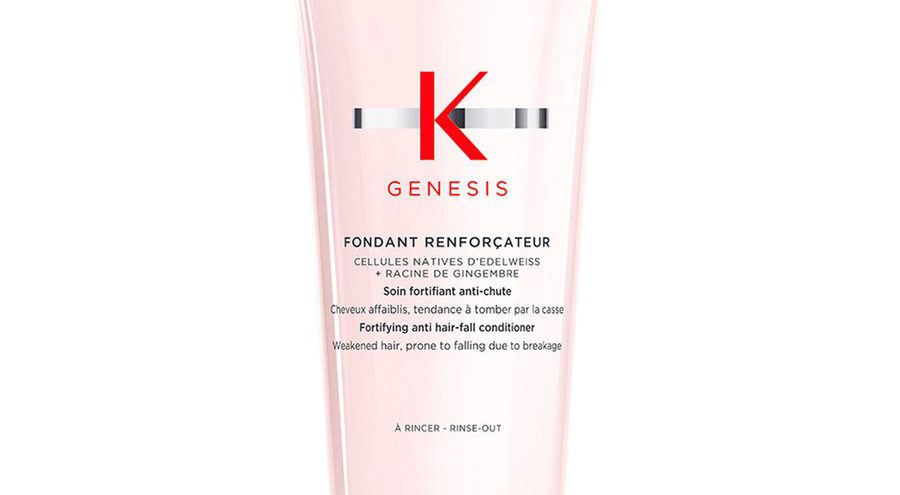 K
GENESIS
FONDANT RENFORÇATEUR
CELLULES NATIVES D'EDELWEISS
+ RACINE DE GINGEMBRE
Soin fortifiant anti-chute
Cheveux affaiblis, tendance à tomber par la casse
Fortifying anti hair-fall conditioner
Weakened hair, prone to falling due to breakage
À RINCER - RINSE-OUT